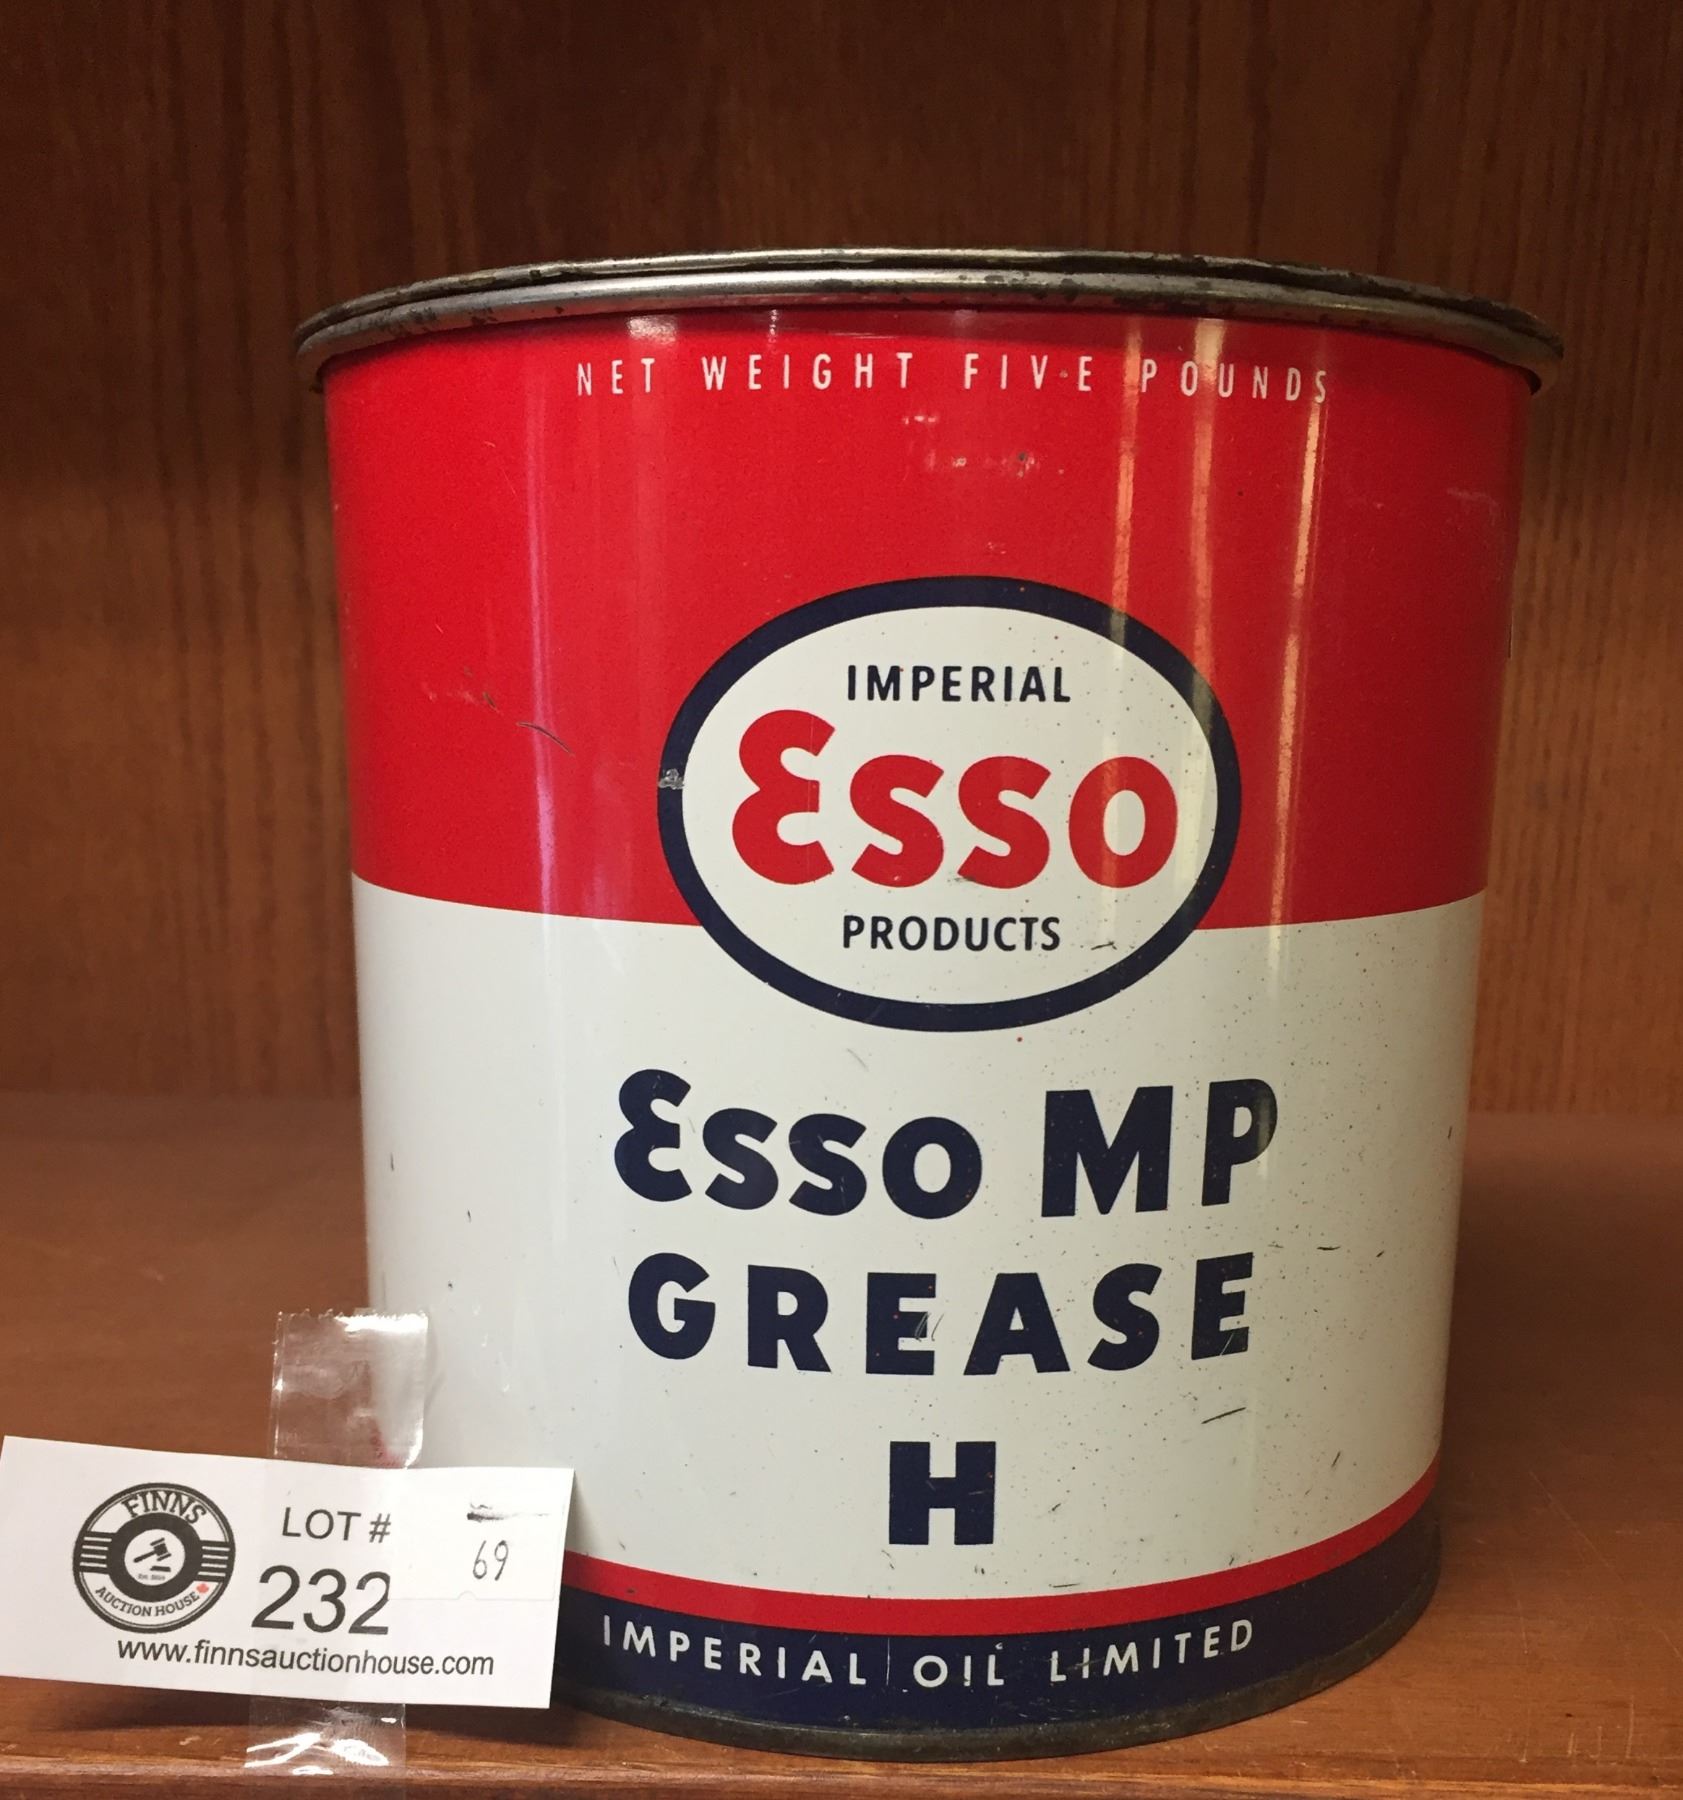 NET WEIGHT FIVE POUNDS
IMPERIAL
Esso
PRODUCTS
Esso MP
GREASE
H
IMPERIAL OIL LIMITED
FINNS
AUCTION HOUSE
LOT #
232
69
www.finnsauctionhouse.com